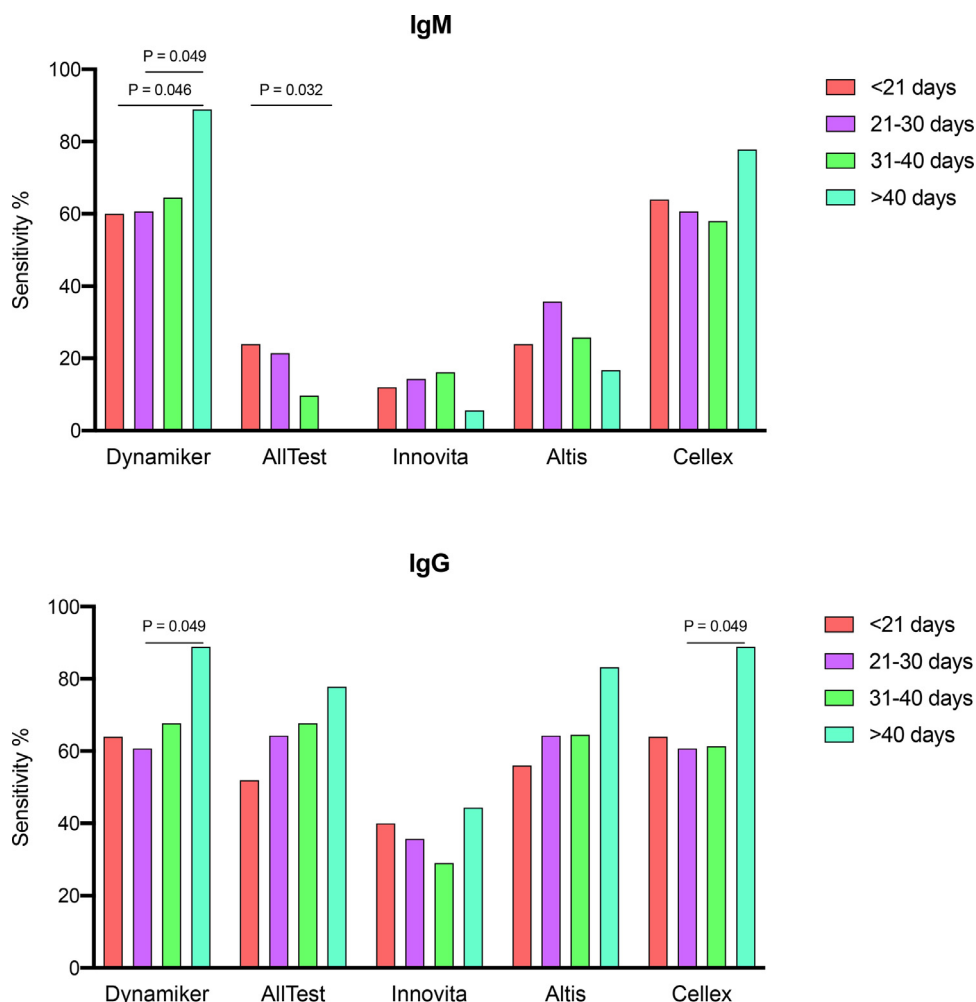 IgM
P = 0.049
P = 0.046
P = 0.032
100
80
60
40
20
0
Sensitivity %
Dynamiker
AllTest
Innovita
Altis
Cellex
<21 days
21-30 days
31-40 days
>40 days
IgG
P = 0.049
P = 0.049
100
80
60
40
20
0
Sensitivity %
Dynamiker
AllTest
Innovita
Altis
Cellex
<21 days
21-30 days
31-40 days
>40 days